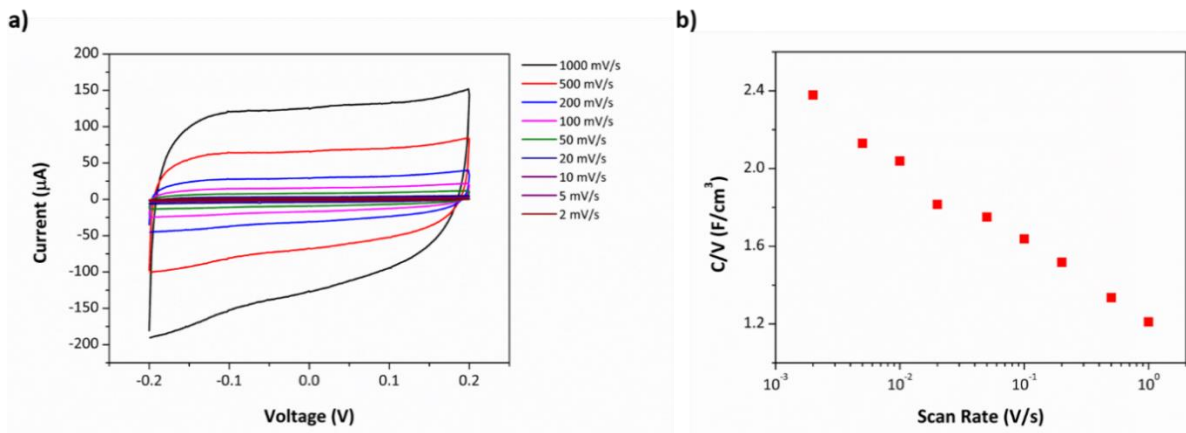 a)
200
150
100
50
0
-50
-100
-150
-200
Current (μA)
-0.2
-0.1
0.0
0.1
0.2
Voltage (V)
1000 mV/s
500 mV/s
200 mV/s
100 mV/s
50 mV/s
20 mV/s
10 mV/s
5 mV/s
2 mV/s
b)
2.4
2.0
1.6
1.2
C/V (F/cm³)
10⁻³
10⁻²
10⁻¹
10⁰
Scan Rate (V/s)